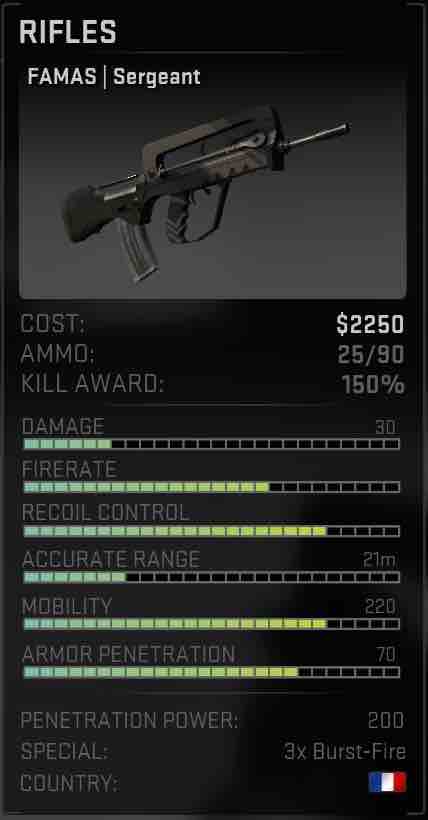 RIFLES
FAMAS | Sergeant
COST: $2250
AMMO: 25/90
KILL AWARD: 150%
DAMAGE 30
FIRERATE
RECOIL CONTROL
ACCURATE RANGE 21m
MOBILITY 220
ARMOR PENETRATION 70
PENETRATION POWER: 200
SPECIAL: 3x Burst-Fire
COUNTRY: